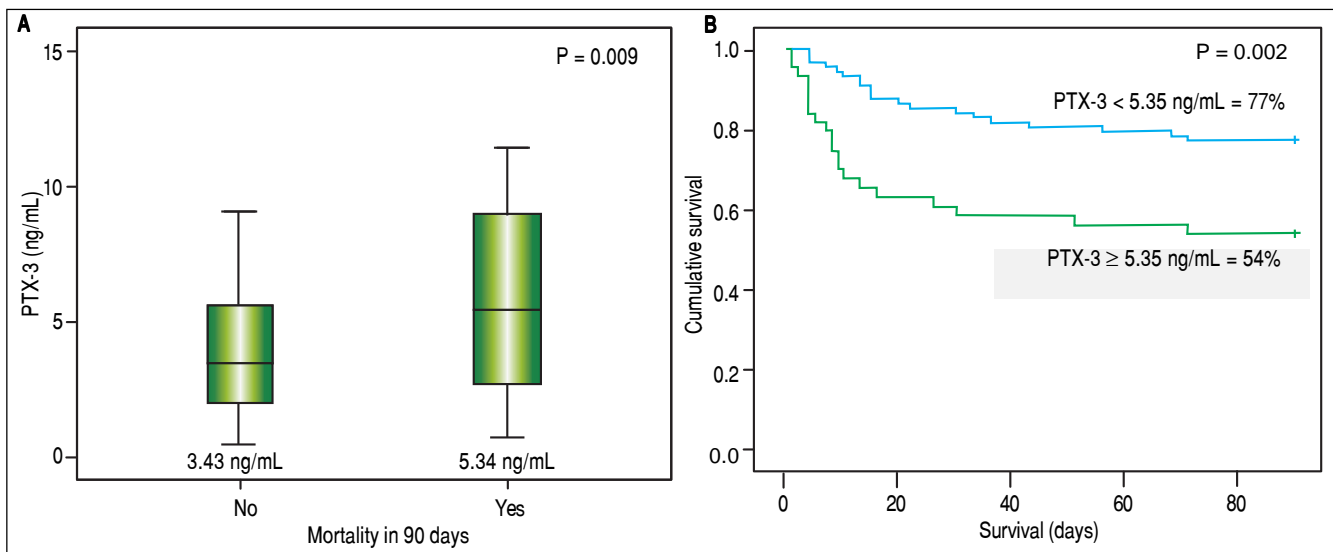 A
15
10
5
0
PTX-3 (ng/mL)
P = 0.009
3.43 ng/mL
5.34 ng/mL
No
Yes
Mortality in 90 days
B
1.0
0.8
0.6
0.4
0.2
0.0
Cumulative survival
P = 0.002
PTX-3 < 5.35 ng/mL = 77%
PTX-3 ≥ 5.35 ng/mL = 54%
0
20
40
60
80
Survival (days)